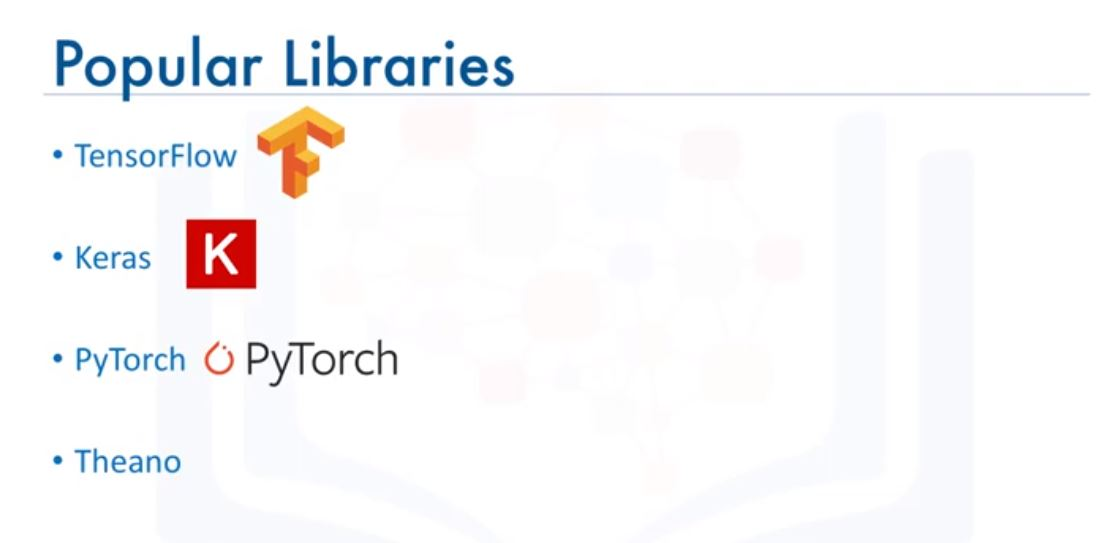 Popular Libraries
• TensorFlow
• Keras K
• PyTorch PyTorch
• Theano